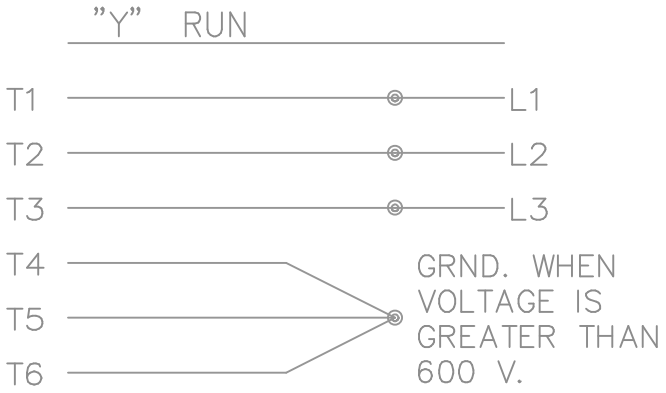 ”Y” RUN
T1 L1
T2 L2
T3 L3
T4
T5
T6
GRND. WHEN
VOLTAGE IS
GREATER THAN
600 V.